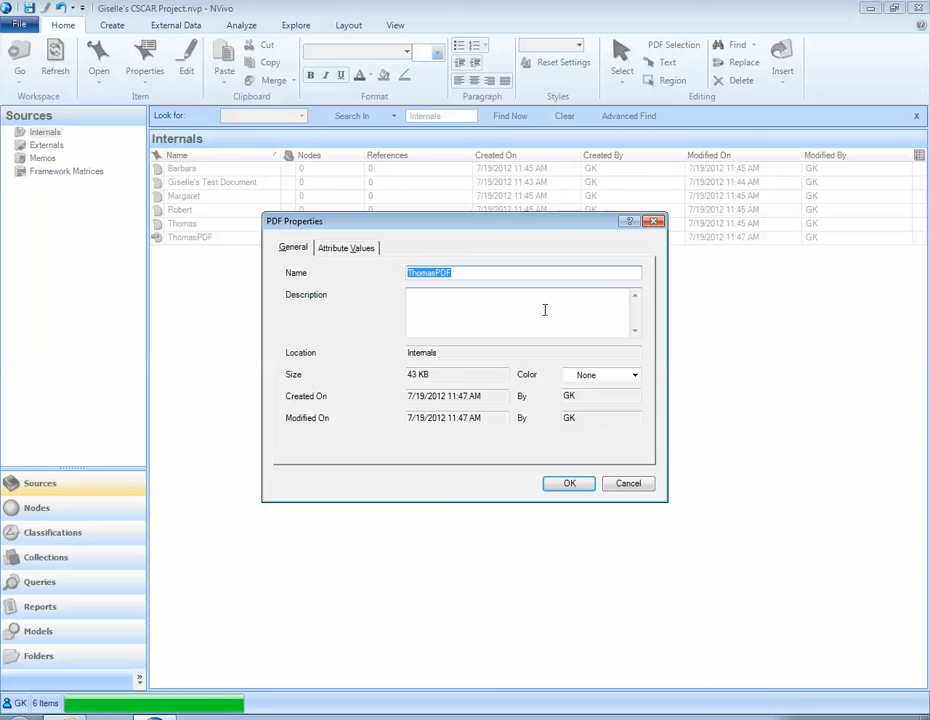 Giselle's CSCAR Project.nvp - NVivo
File Home Create External Data Analyze Explore Layout View
Go Refresh Open Properties Edit Paste Cut Copy Merge
B I U
Reset Settings
Select PDF Selection Text Region Find Replace Delete Insert
Workspace Item Clipboard Format Paragraph Styles Editing
Sources
Look for: Search In Internals Find Now Clear Advanced Find x
Internals
Externals
Memos
Framework Matrices
Internals
Name Nodes References Created On Created By Modified On Modified By
Barbara 0 0 7/19/2012 11:45 AM GK 7/19/2012 11:44 AM GK
Giselle's Test Document 0 0 7/19/2012 11:43 AM GK 7/19/2012 11:44 AM GK
Margaret 0 0 7/19/2012 11:45 AM GK 7/19/2012 11:45 AM GK
Robert 0 0 7/19/2012 11:45 AM GK 7/19/2012 11:45 AM GK
Thomas GK 7/19/2012 11:45 AM GK
ThomasPDF GK 7/19/2012 11:47 AM GK
PDF Properties
General Attribute Values
Name ThomasPDF
Description
Location Internals
Size 43 KB Color None
Created On 7/19/2012 11:47 AM By GK
Modified On 7/19/2012 11:47 AM By GK
OK Cancel
Sources
Nodes
Classifications
Collections
Queries
Reports
Models
Folders
GK 6 Items